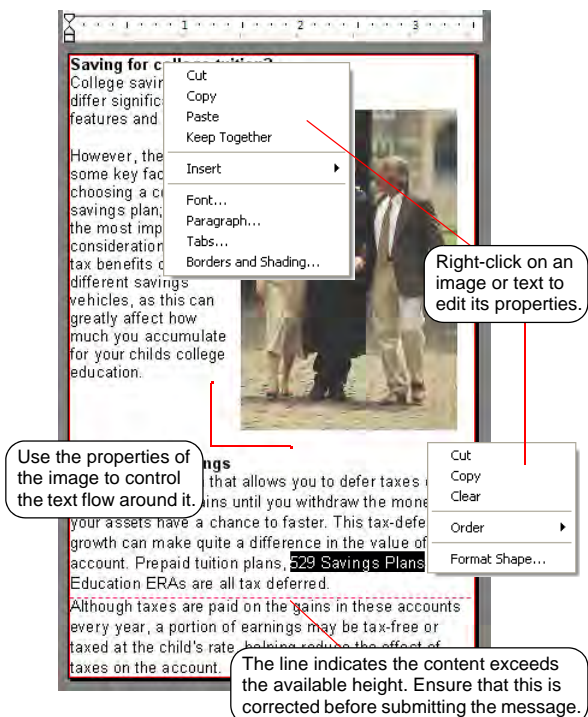 1 2 3
Saving for c
College savin
differ signific
features and
However, the
some key fac
choosing a c
savings plan;
the most imp
consideration
tax benefits
different savings
vehicles, as this can
greatly affect how
much you accumulate
for your childs college
education.
Cut
Copy
Paste
Keep Together
Insert
Font...
Paragraph...
Tabs...
Borders and Shading...
Right-click on an
image or text to
edit its properties.
Use the properties of
the image to control
the text flow around it.
Cut
Copy
Clear
Order
Format Shape...
ngs
that allows you to defer taxes
ins until you withdraw the mone
your assets have a chance to faster. This tax-defe
growth can make quite a difference in the value of
account. Prepaid tuition plans, 529 Savings Plans
Education ERAs are all tax deferred.
Although taxes are paid on the gains in these accounts
every year, a portion of earnings may be tax-free or
taxed at the child's rate, helping reduce the effect of
taxes on the account.
The line indicates the content exceeds
the available height. Ensure that this is
corrected before submitting the message.